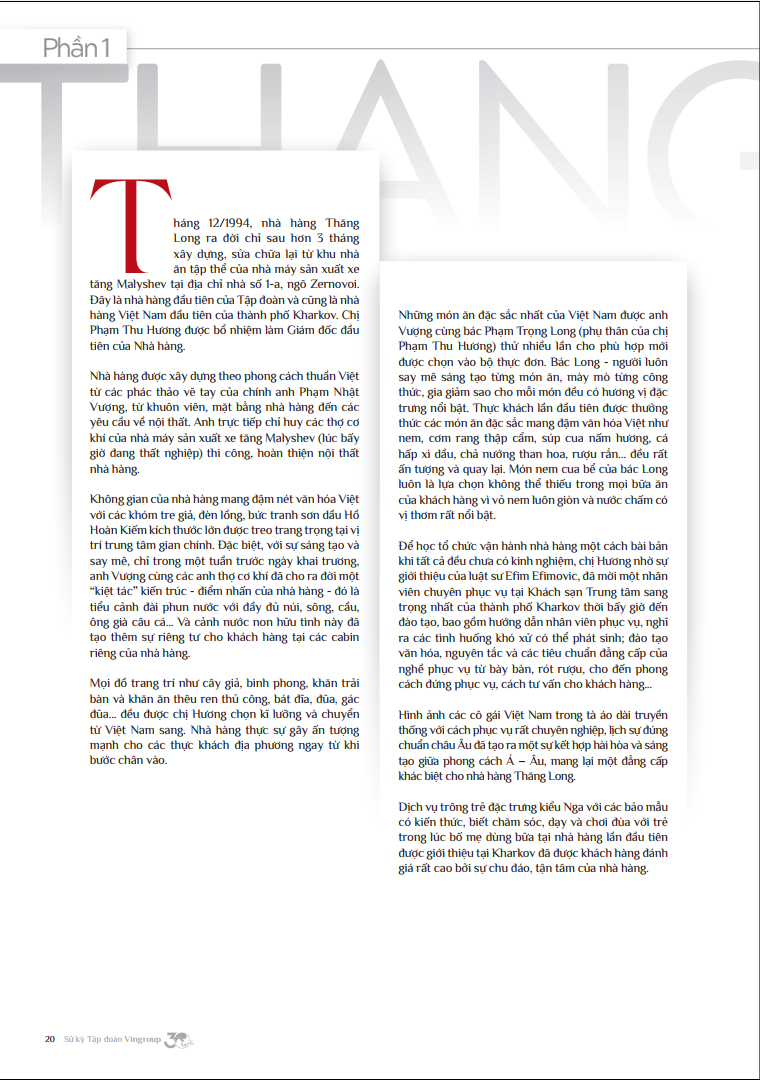 Phần 1
THANG
Tháng 12/1994, nhà hàng Thăng
Long ra đời chỉ sau hơn 3 tháng
xây dựng, sửa chữa lại từ khu nhà
ăn tập thể của nhà máy sản xuất xe
tăng Malyshev tại địa chỉ nhà số 1-a, ngõ Zernovoi.
Đây là nhà hàng đầu tiên của Tập đoàn và cũng là nhà
hàng Việt Nam đầu tiên của thành phố Kharkov. Chị
Phạm Thu Hương được bổ nhiệm làm Giám đốc đầu
tiên của Nhà hàng.
Nhà hàng được xây dựng theo phong cách thuần Việt
từ các phác thảo vẽ tay của chính anh Phạm Nhật
Vượng, từ khuôn viên, mặt bằng nhà hàng đến các
yêu cầu về nội thất. Anh trực tiếp chỉ huy các thợ cơ
khí của nhà máy sản xuất xe tăng Malyshev (lúc bấy
giờ đang thất nghiệp) thi công, hoàn thiện nội thất
nhà hàng.
Không gian của nhà hàng mang đậm nét văn hóa Việt
với các khóm tre giả, đèn lồng, bức tranh sơn dầu Hồ
Hoàn Kiếm kích thước lớn được treo trang trọng tại vị
trí trung tâm gian chính. Đặc biệt, với sự sáng tạo và
say mê, chỉ trong một tuần trước ngày khai trương,
anh Vượng cùng các anh thợ cơ khí đã cho ra đời một
“kiệt tác” kiến trúc - điểm nhấn của nhà hàng - đó là
tiểu cảnh đài phun nước với đầy đủ núi, sông, cầu,
ông già câu cá... Và cảnh nước non hữu tình này đã
tạo thêm sự riêng tư cho khách hàng tại các cabin
riêng của nhà hàng.
Mọi đồ trang trí như cây giả, bình phong, khăn trải
bàn và khăn ăn thêu ren thủ công, bát đĩa, đũa, gác
đũa... đều được chị Hương chọn kĩ lưỡng và chuyển
từ Việt Nam sang. Nhà hàng thực sự gây ấn tượng
mạnh cho các thực khách địa phương ngay từ khi
bước chân vào.
Những món ăn đặc sắc nhất của Việt Nam được anh
Vượng cùng bác Phạm Trọng Long (phụ thân của chị
Phạm Thu Hương) thử nhiều lần cho phù hợp mới
được chọn vào bộ thực đơn. Bác Long - người luôn
say mê sáng tạo từng món ăn, mày mò từng công
thức, gia giảm sao cho mỗi món đều có hương vị đặc
trưng nổi bật. Thực khách lần đầu tiên được thưởng
thức các món ăn đặc sắc mang đậm văn hóa Việt như
nem, cơm rang thập cẩm, súp cua nấm hương, cá
hấp xì dầu, chả nướng than hoa, rượu rắn... đều rất
ấn tượng và quay lại. Món nem cua bể của bác Long
luôn là lựa chọn không thể thiếu trong mọi bữa ăn
của khách hàng vì vỏ nem luôn giòn và nước chấm có
vị thơm rất nổi bật.
Để học tổ chức vận hành nhà hàng một cách bài bản
khi tất cả đều chưa có kinh nghiệm, chị Hương nhờ sự
giới thiệu của luật sư Efim Efimovic, đã mời một nhân
viên chuyên phục vụ tại Khách sạn Trung tâm sang
trọng nhất của thành phố Kharkov thời bấy giờ đến
đào tạo, bao gồm hướng dẫn nhân viên phục vụ, nghĩ
ra các tình huống khó xử có thể phát sinh; đào tạo
văn hóa, nguyên tắc và các tiêu chuẩn đẳng cấp của
nghề phục vụ từ bày bàn, rót rượu, cho đến phong
cách đứng phục vụ, cách tư vấn cho khách hàng...
Hình ảnh các cô gái Việt Nam trong tà áo dài truyền
thống với cách phục vụ rất chuyên nghiệp, lịch sự đúng
chuẩn châu Âu đã tạo ra một sự kết hợp hài hòa và sáng
tạo giữa phong cách Á – Âu, mang lại một đẳng cấp
khác biệt cho nhà hàng Thăng Long.
Dịch vụ trông trẻ đặc trưng kiểu Nga với các bảo mẫu
có kiến thức, biết chăm sóc, dạy và chơi đùa với trẻ
trong lúc bố mẹ dùng bữa tại nhà hàng lần đầu tiên
được giới thiệu tại Kharkov đã được khách hàng đánh
giá rất cao bởi sự chu đáo, tận tâm của nhà hàng.
20 Sử ký Tập đoàn Vingroup 30